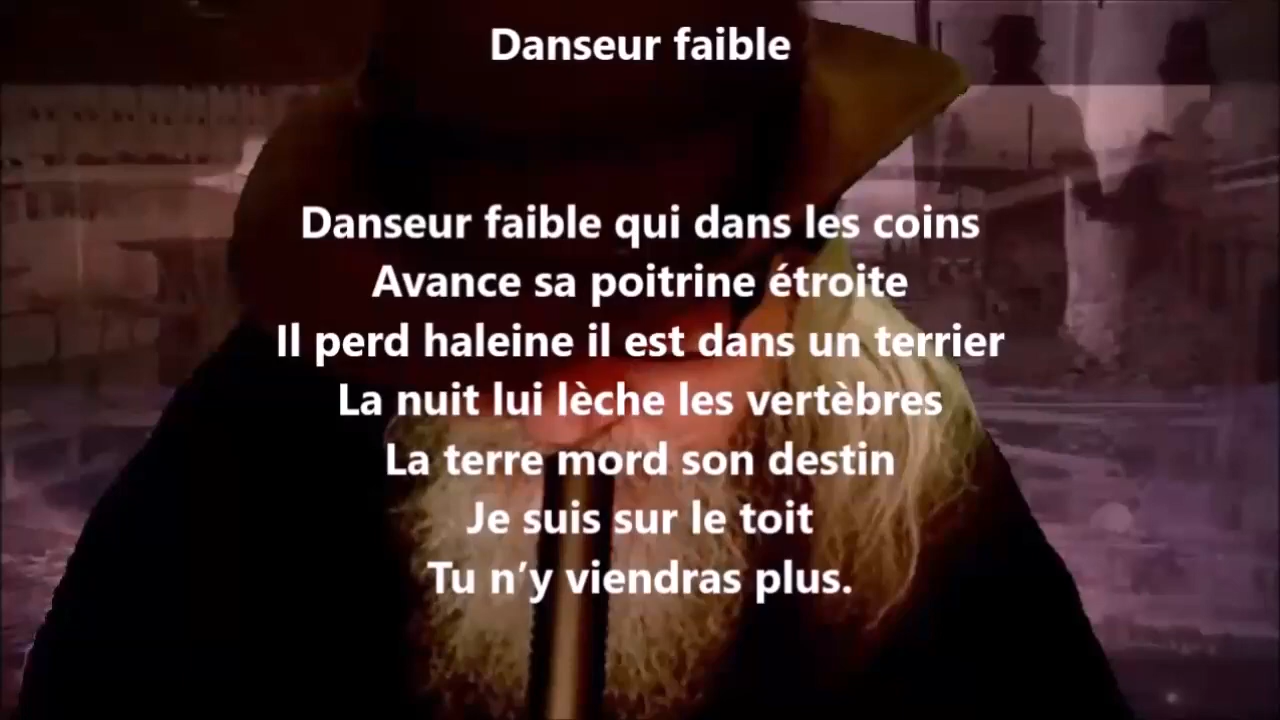 Danseur faible
Danseur faible qui dans les coins
Avance sa poitrine étroite
Il perd haleine il est dans un terrier
La nuit lui lèche les vertèbres
La terre mord son destin
Je suis sur le toit
Tu n’y viendras plus.